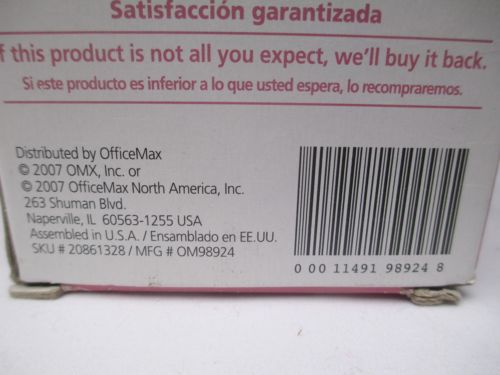 Satisfacción garantizada
f this product is not all you expect, we'll buy it back.
Si este producto es inferior a lo que usted espera, lo recompraremos.
Distributed by OfficeMax
© 2007 OMX, Inc. or
© 2007 OfficeMax North America, Inc.
263 Shuman Blvd.
Naperville, IL 60563-1255 USA
Assembled in U.S.A. / Ensamblado en EE.UU.
SKU # 20861328 / MFG # OM98924
0 00 11491 98924 8